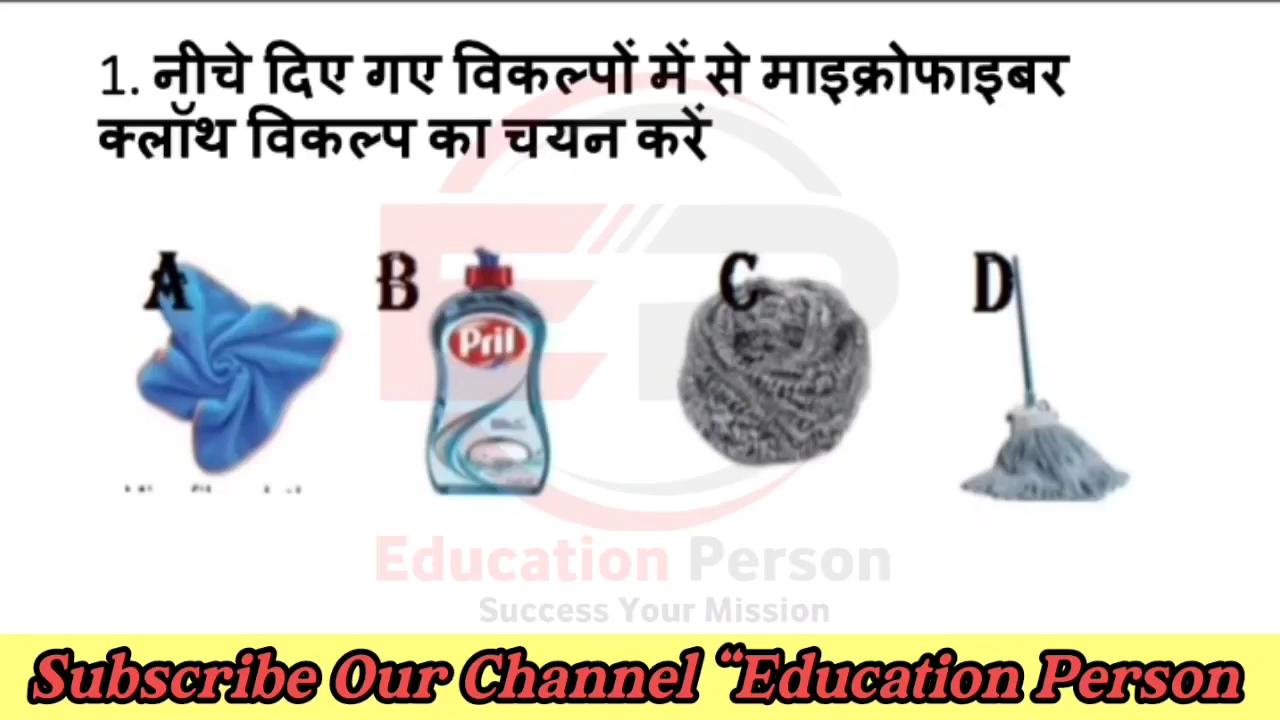 1. नीचे दिए गए विकल्पों में से माइक्रोफाइबर
क्लॉथ विकल्प का चयन करें
A B C D
Pril
Education Person
Success Your Mission
Subscribe Our Channel “Education Person